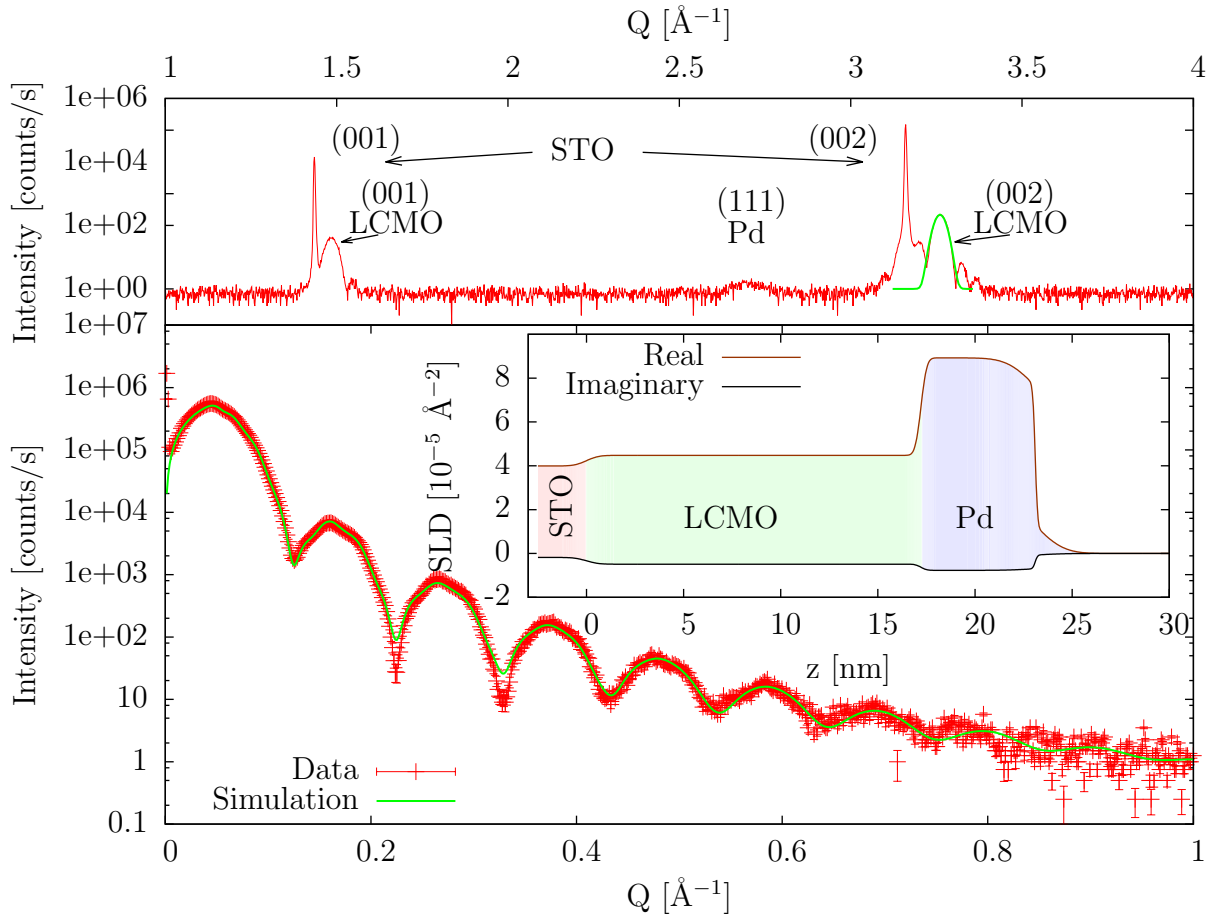 Q [Å⁻¹]
1 1.5 2 2.5 3 3.5 4
Intensity [counts/s]
1e+06
1e+04
1e+02
1e+00
(001)
STO
(002)
(001)
LCMO
(111)
Pd
(002)
LCMO
Intensity [counts/s]
1e+07
1e+06
1e+05
1e+04
1e+03
1e+02
10
1
0.1
SLD [10⁻⁵ Å⁻²]
8
6
4
2
0
-2
Real
Imaginary
STO
LCMO
Pd
0 5 10 15 20 25 30
z [nm]
Data
Simulation
0 0.2 0.4 0.6 0.8 1
Q [Å⁻¹]